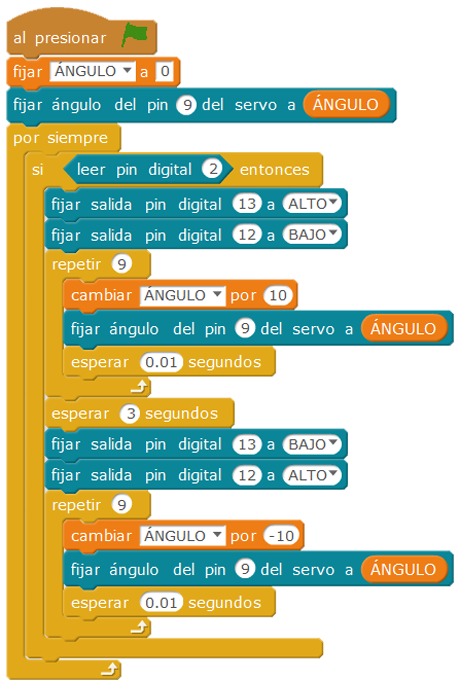 al presionar
fijar ÁNGULO a 0
fijar ángulo del pin 9 del servo a ÁNGULO
por siempre
si leer pin digital 2 entonces
fijar salida pin digital 13 a ALTO
fijar salida pin digital 12 a BAJO
repetir 9
cambiar ÁNGULO por 10
fijar ángulo del pin 9 del servo a ÁNGULO
esperar 0.01 segundos
esperar 3 segundos
fijar salida pin digital 13 a BAJO
fijar salida pin digital 12 a ALTO
repetir 9
cambiar ÁNGULO por -10
fijar ángulo del pin 9 del servo a ÁNGULO
esperar 0.01 segundos